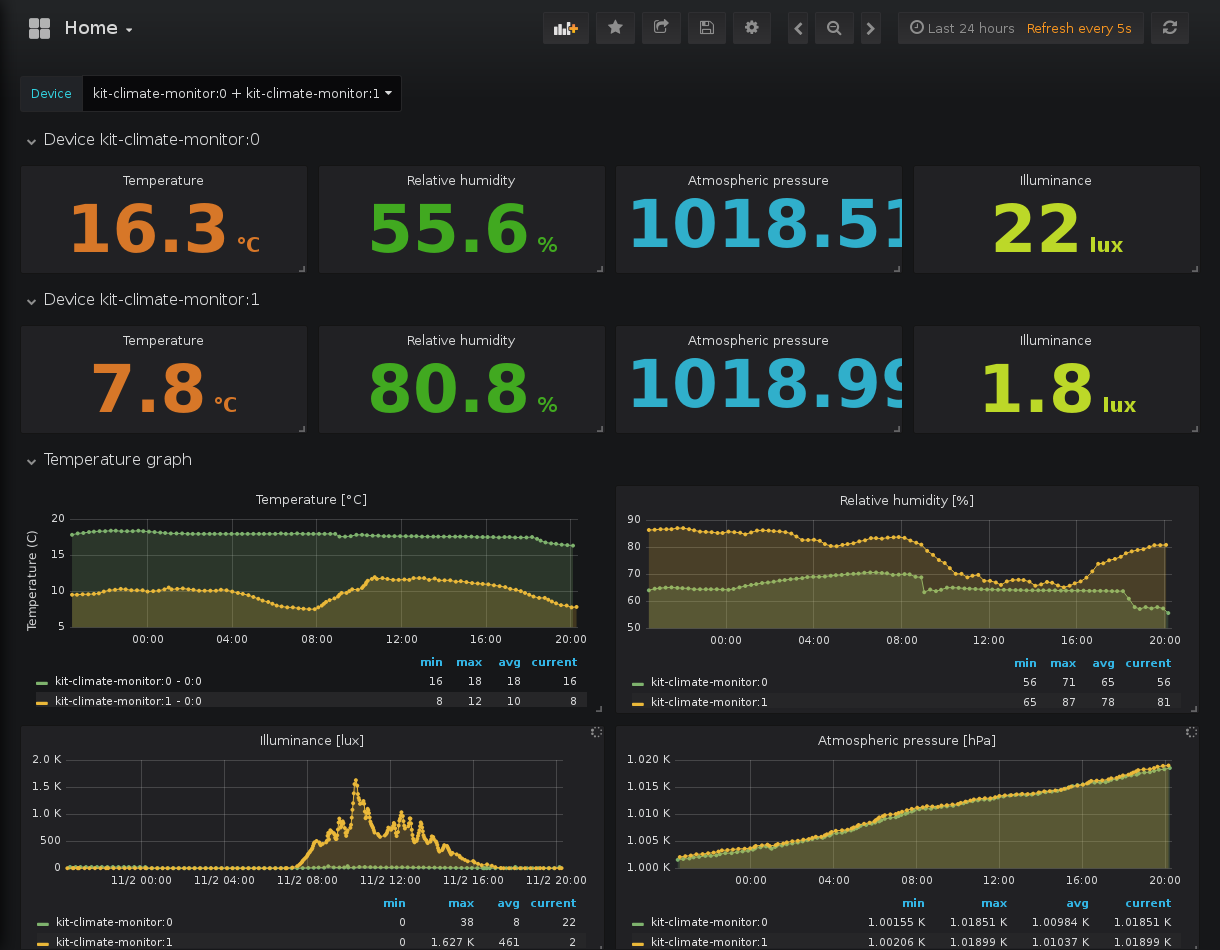 Home
Last 24 hours Refresh every 5s
Device kit-climate-monitor:0 + kit-climate-monitor:1
Device kit-climate-monitor:0
Temperature Relative humidity Atmospheric pressure Illuminance
16.3 °C 55.6 % 1018.51 22 lux
Device kit-climate-monitor:1
Temperature Relative humidity Atmospheric pressure Illuminance
7.8 °C 80.8 % 1018.99 1.8 lux
Temperature graph
Temperature [°C]
Temperature (C)
20
15
10
5
00:00 04:00 08:00 12:00 16:00 20:00
min max avg current
kit-climate-monitor:0 - 0:0 16 18 18 16
kit-climate-monitor:1 - 0:0 8 12 10 8
Relative humidity [%]
90
80
70
60
50
00:00 04:00 08:00 12:00 16:00 20:00
min max avg current
kit-climate-monitor:0 56 71 65 56
kit-climate-monitor:1 65 87 78 81
Illuminance [lux]
2.0 K
1.5 K
1.0 K
500
0
11/2 00:00 11/2 04:00 11/2 08:00 11/2 12:00 11/2 16:00 11/2 20:00
min max avg current
kit-climate-monitor:0 0 38 8 22
kit-climate-monitor:1 0 1.627 K 461 2
Atmospheric pressure [hPa]
1.020 K
1.015 K
1.010 K
1.005 K
1.000 K
00:00 04:00 08:00 12:00 16:00 20:00
min max avg current
kit-climate-monitor:0 1.00155 K 1.01851 K 1.00984 K 1.01851 K
kit-climate-monitor:1 1.00206 K 1.01899 K 1.01037 K 1.01899 K